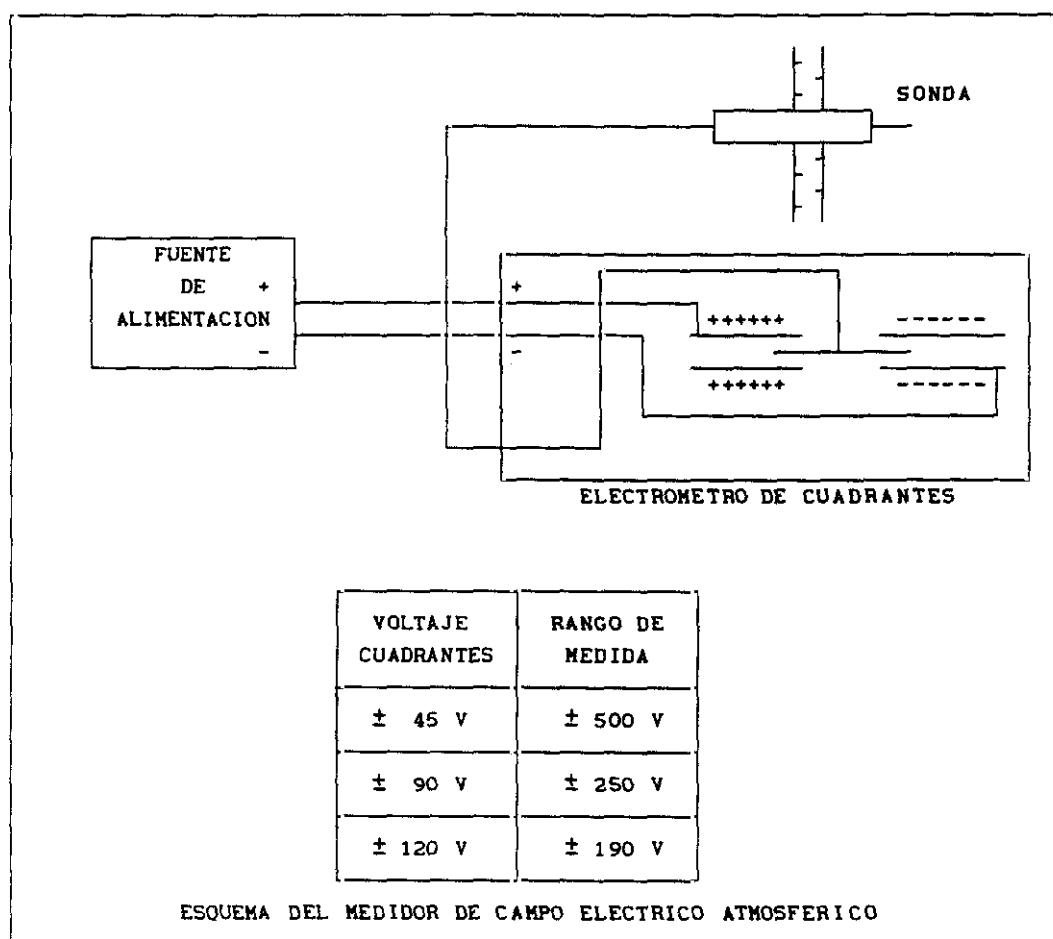 SONDA
FUENTE
DE +
ALIMENTACION
-
+
-
++++++ ------
++++++ ------
ELECTROMETRO DE CUADRANTES
VOLTAJE CUADRANTES RANGO DE MEDIDA
± 45 V ± 500 V
± 90 V ± 250 V
± 120 V ± 190 V
ESQUEMA DEL MEDIDOR DE CAMPO ELECTRICO ATMOSFERICO